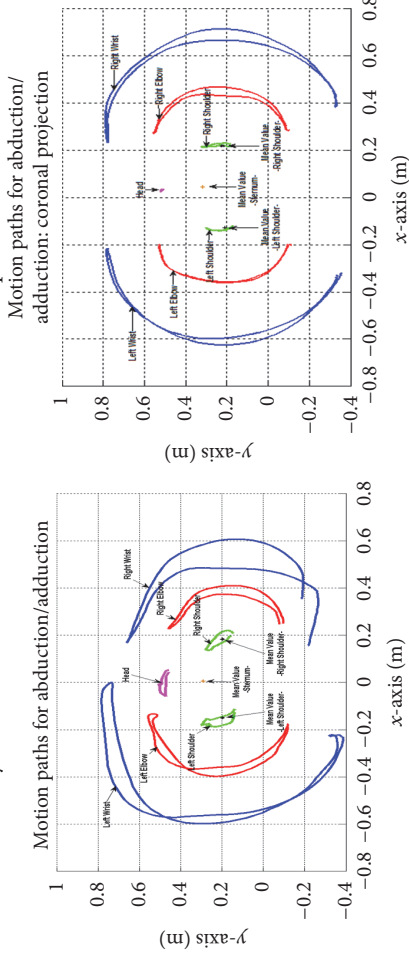 Motion paths for abduction/adduction
y-axis (m)
1
0.8
0.6
0.4
0.2
0
−0.2
−0.4
Left Wrist
Left Elbow
Left Shoulder
Mean Value
-Left Shoulder-
Head
Mean Value
-Sternum-
Right Wrist
Right Elbow
Right Shoulder
Mean Value
-Right Shoulder-
−0.8 −0.6 −0.4 −0.2 0 0.2 0.4 0.6 0.8
x-axis (m)
Motion paths for abduction/
adduction: coronal projection
y-axis (m)
1
0.8
0.6
0.4
0.2
0
−0.2
−0.4
Left Wrist
Left Elbow
Left Shoulder
Mean Value
-Left Shoulder-
Head
Mean Value
-Sternum-
Right Wrist
Right Elbow
Right Shoulder
Mean Value
-Right Shoulder-
−0.8 −0.6 −0.4 −0.2 0 0.2 0.4 0.6 0.8
x-axis (m)